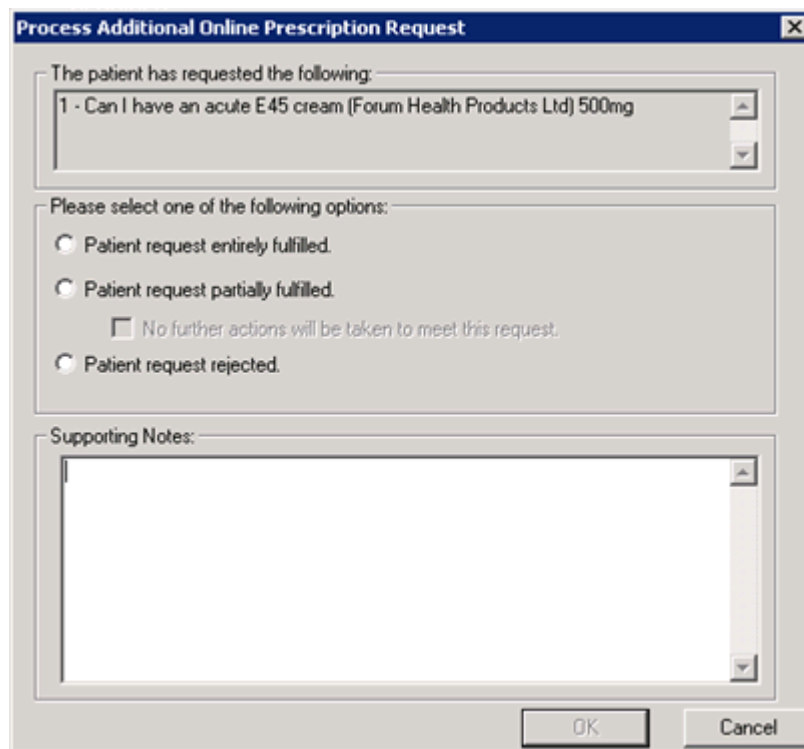 Process Additional Online Prescription Request
The patient has requested the following:
1 - Can I have an acute E45 cream (Forum Health Products Ltd) 500mg
Please select one of the following options:
Patient request entirely fulfilled.
Patient request partially fulfilled.
No further actions will be taken to meet this request.
Patient request rejected.
Supporting Notes:
OK Cancel